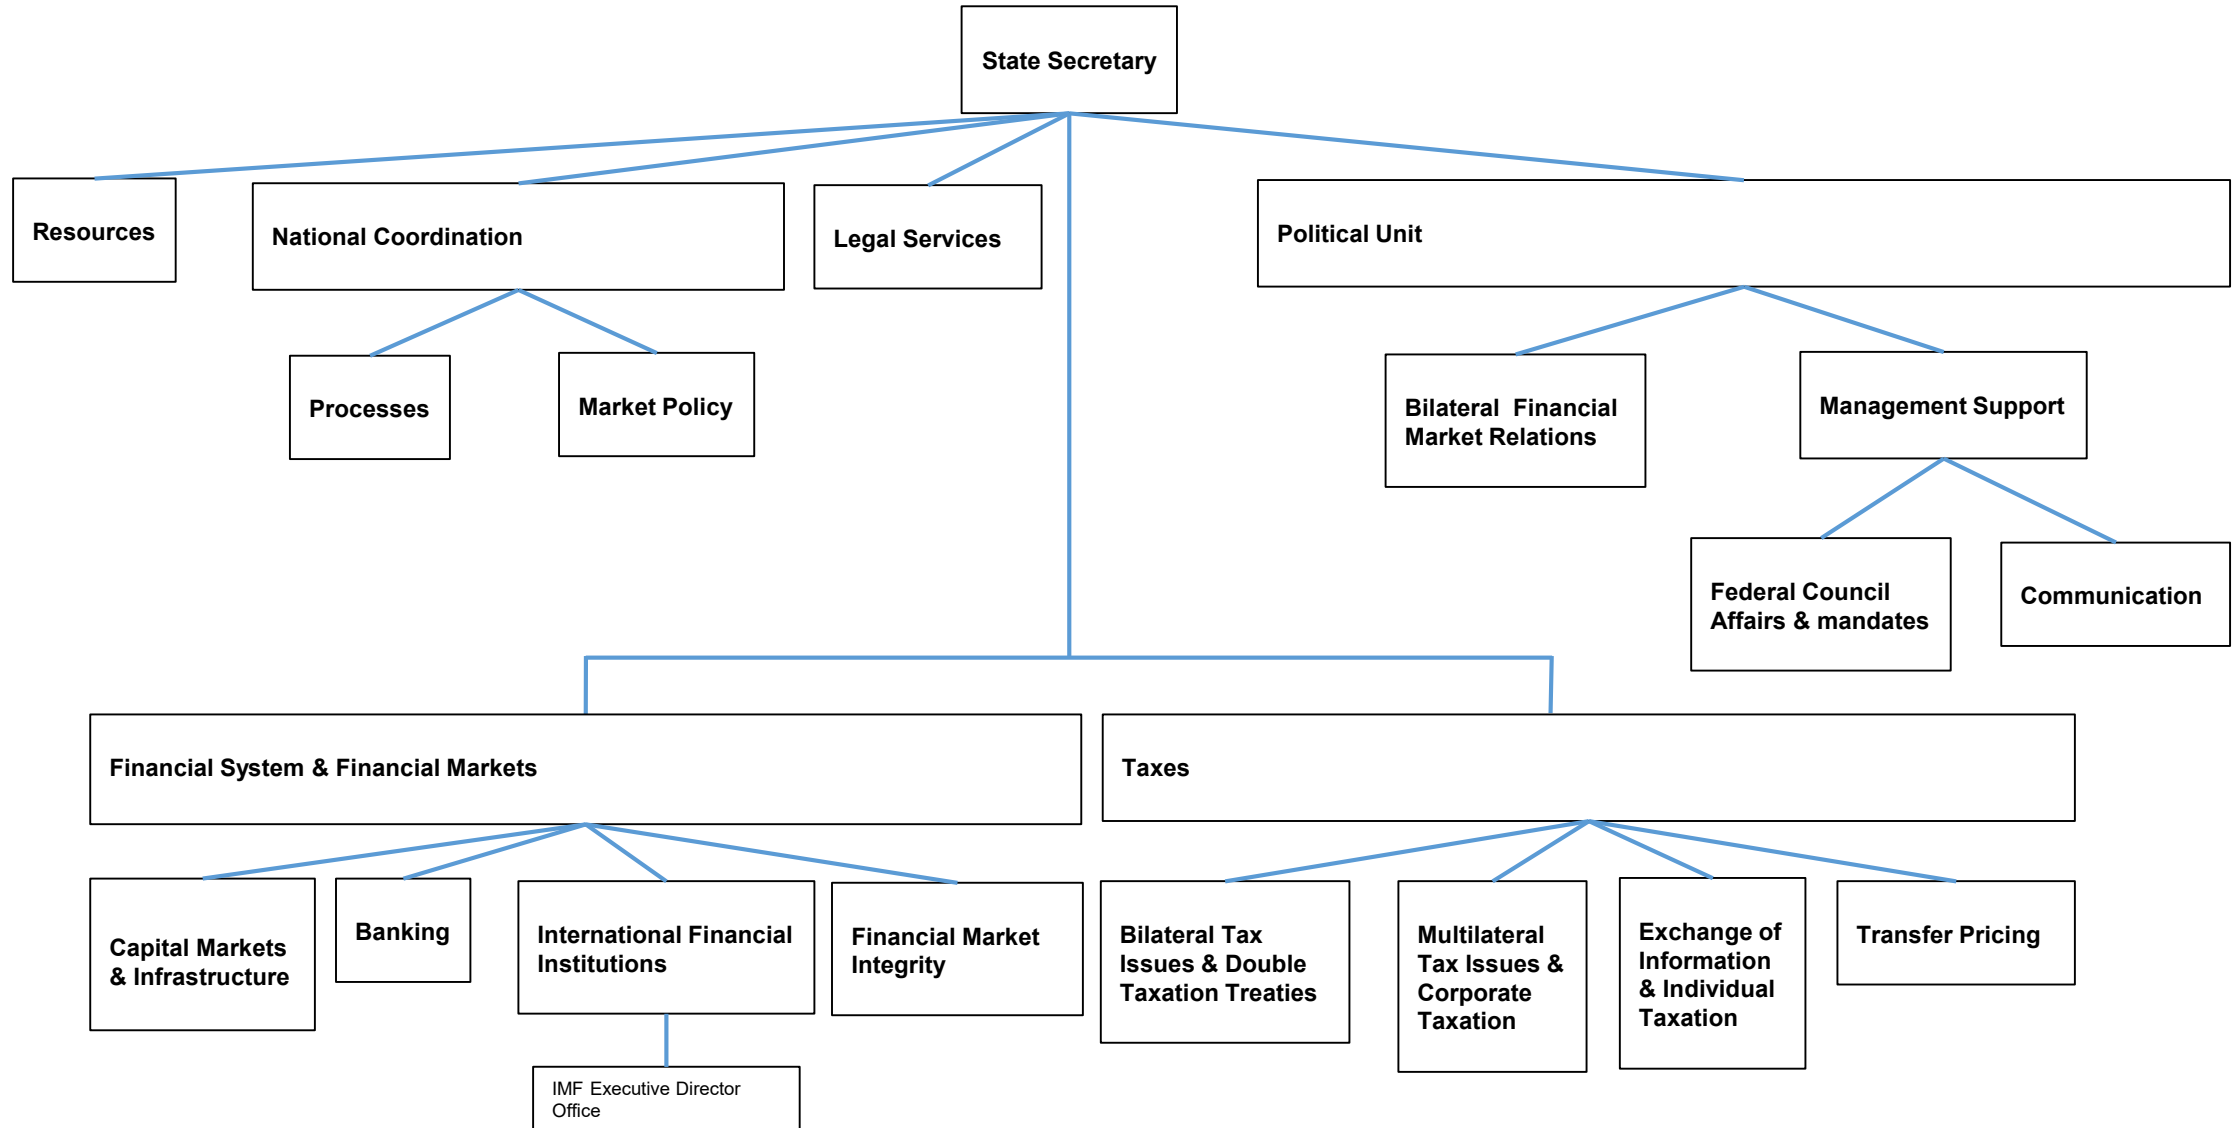 State Secretary
Resources
National Coordination
Legal Services
Political Unit
Processes
Market Policy
Bilateral  Financial
Market Relations
Management Support
Federal Council
Affairs & mandates
Communication
Financial System & Financial Markets
Taxes
Capital Markets
& Infrastructure
Banking
International Financial
Institutions
Financial Market
Integrity
Bilateral Tax
Issues & Double
Taxation Treaties
Multilateral
Tax Issues &
Corporate
Taxation
Exchange of
Information
& Individual
Taxation
Transfer Pricing
IMF Executive Director
Office